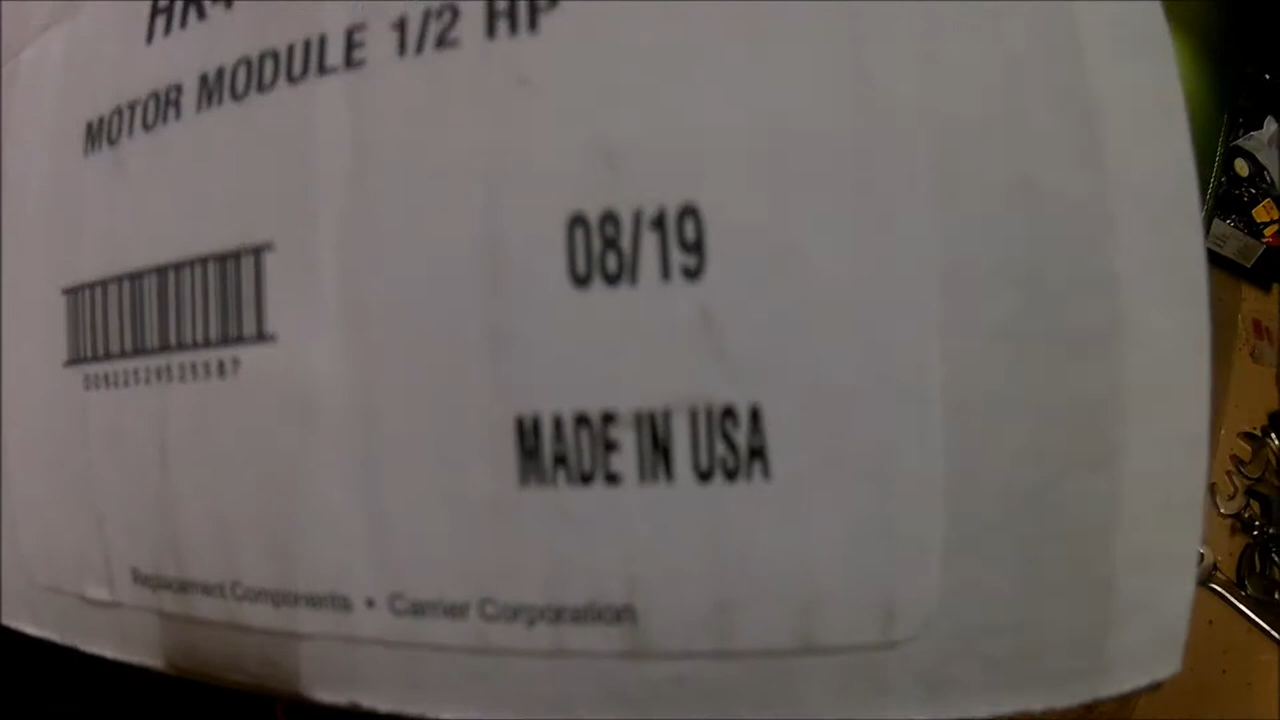 MOTOR MODULE 1/2 HP
08/19
MADE IN USA
Replacement Components • Carrier Corporation